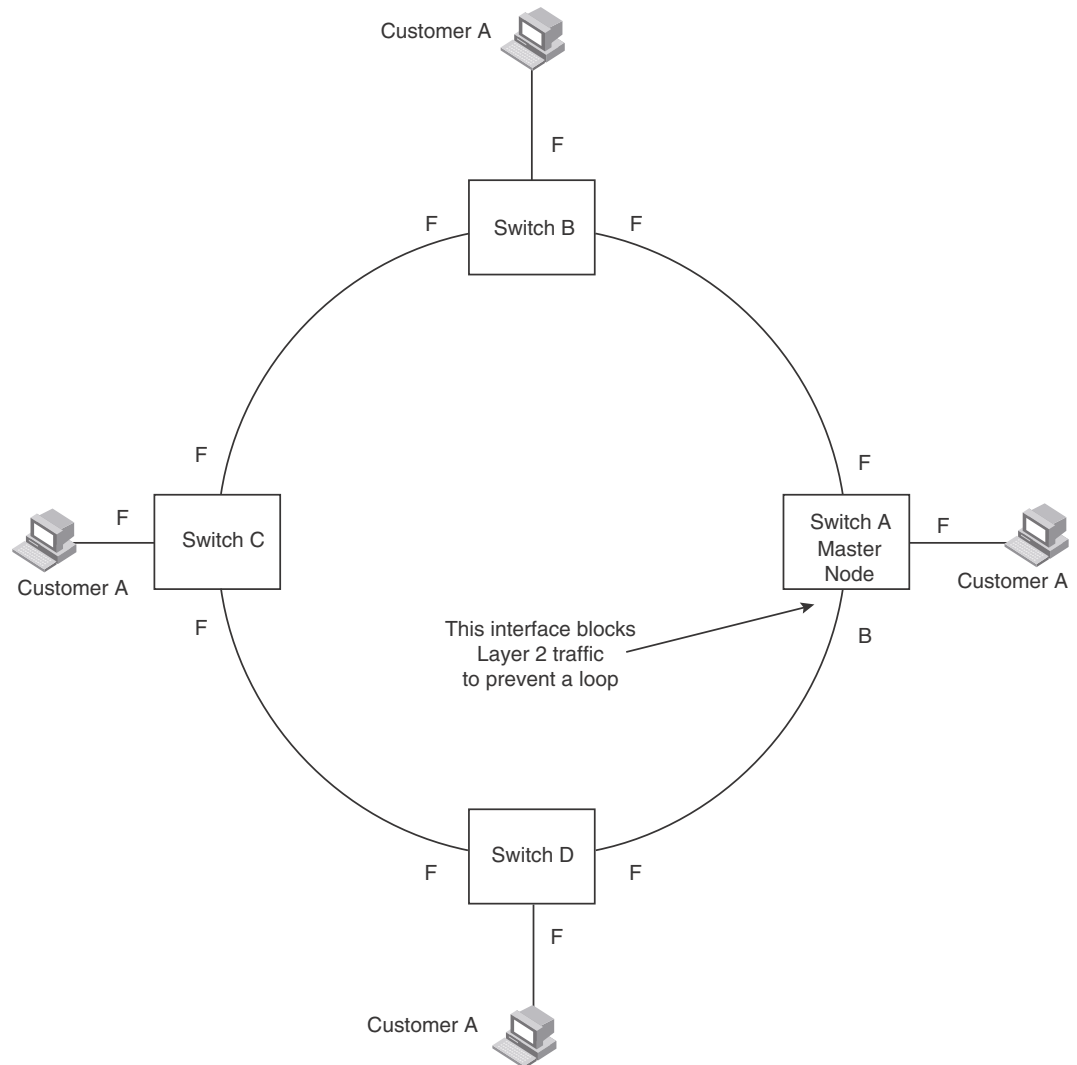 Customer A
F
F
Switch B
F
F
F
Switch C
F
Customer A
F
Switch A
Master
Node
F
Customer A
F
This interface blocks
Layer 2 traffic
to prevent a loop
B
Switch D
F
F
F
Customer A